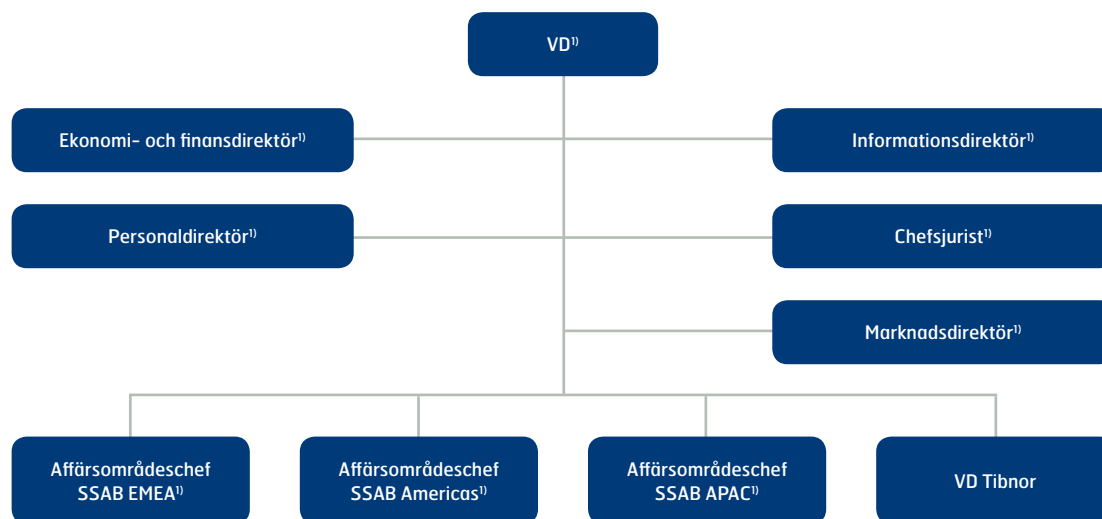 VD¹⁾
Ekonomi- och finansdirektör¹⁾
Informationsdirektör¹⁾
Personaldirektör¹⁾
Chefsjurist¹⁾
Marknadsdirektör¹⁾
Affärsområdeschef
SSAB EMEA¹⁾
Affärsområdeschef
SSAB Americas¹⁾
Affärsområdeschef
SSAB APAC¹⁾
VD Tibnor